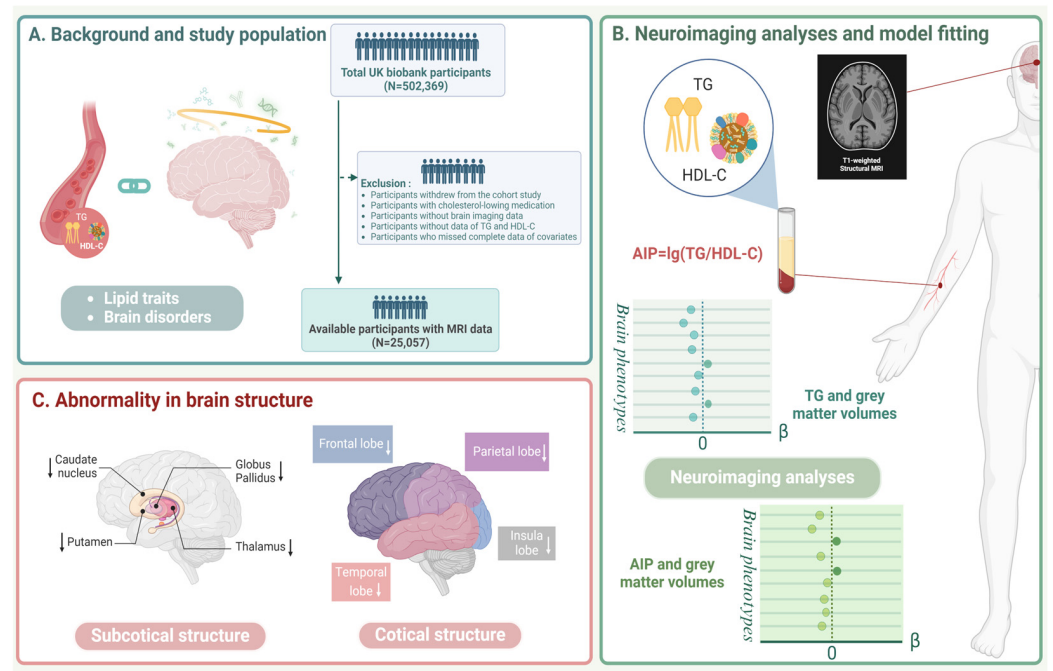 A. Background and study population
Total UK biobank participants
(N=502,369)
Exclusion :
• Participants withdrew from the cohort study
• Participants with cholesterol-lowing medication
• Participants without brain imaging data
• Participants without data of TG and HDL-C
• Participants who missed complete data of covariates
TG
HDL-C
• Lipid traits
• Brain disorders
Available participants with MRI data
(N=25,057)
B. Neuroimaging analyses and model fitting
TG
HDL-C
T1-weighted
Structural MRI
AIP=lg(TG/HDL-C)
Brain phenotypes
0
β
TG and grey
matter volumes
Neuroimaging analyses
AIP and grey
matter volumes
Brain phenotypes
0
β
C. Abnormality in brain structure
↓ Caudate
nucleus
Globus
Pallidus ↓
↓ Putamen
Thalamus ↓
Subcotical structure
Frontal lobe ↓
Parietal lobe ↓
Insula
lobe ↓
Temporal
lobe ↓
Cotical structure